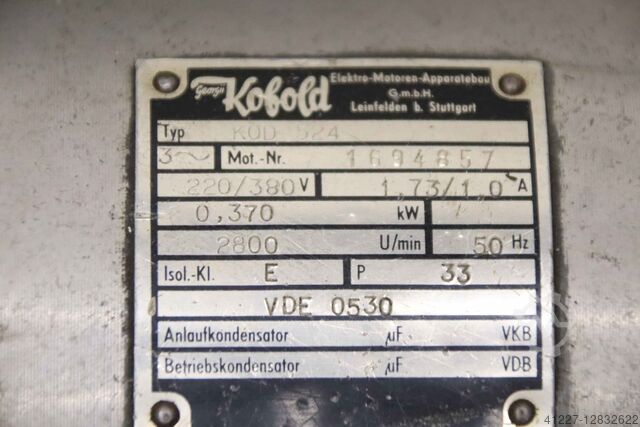 Georgii Kobold
Elektro-Motoren-Apparatebau
G.m.b.H.
Leinfelden b. Stuttgart
Typ KOD 524
3~ Mot.-Nr. 1694857
220/380 V 1,73/1,0 A
0,370 kW
2800 U/min 50 Hz
Isol.-Kl. E P 33
VDE 0530
Anlaufkondensator µF VKB
Betriebskondensator µF VDB
41227-12832622